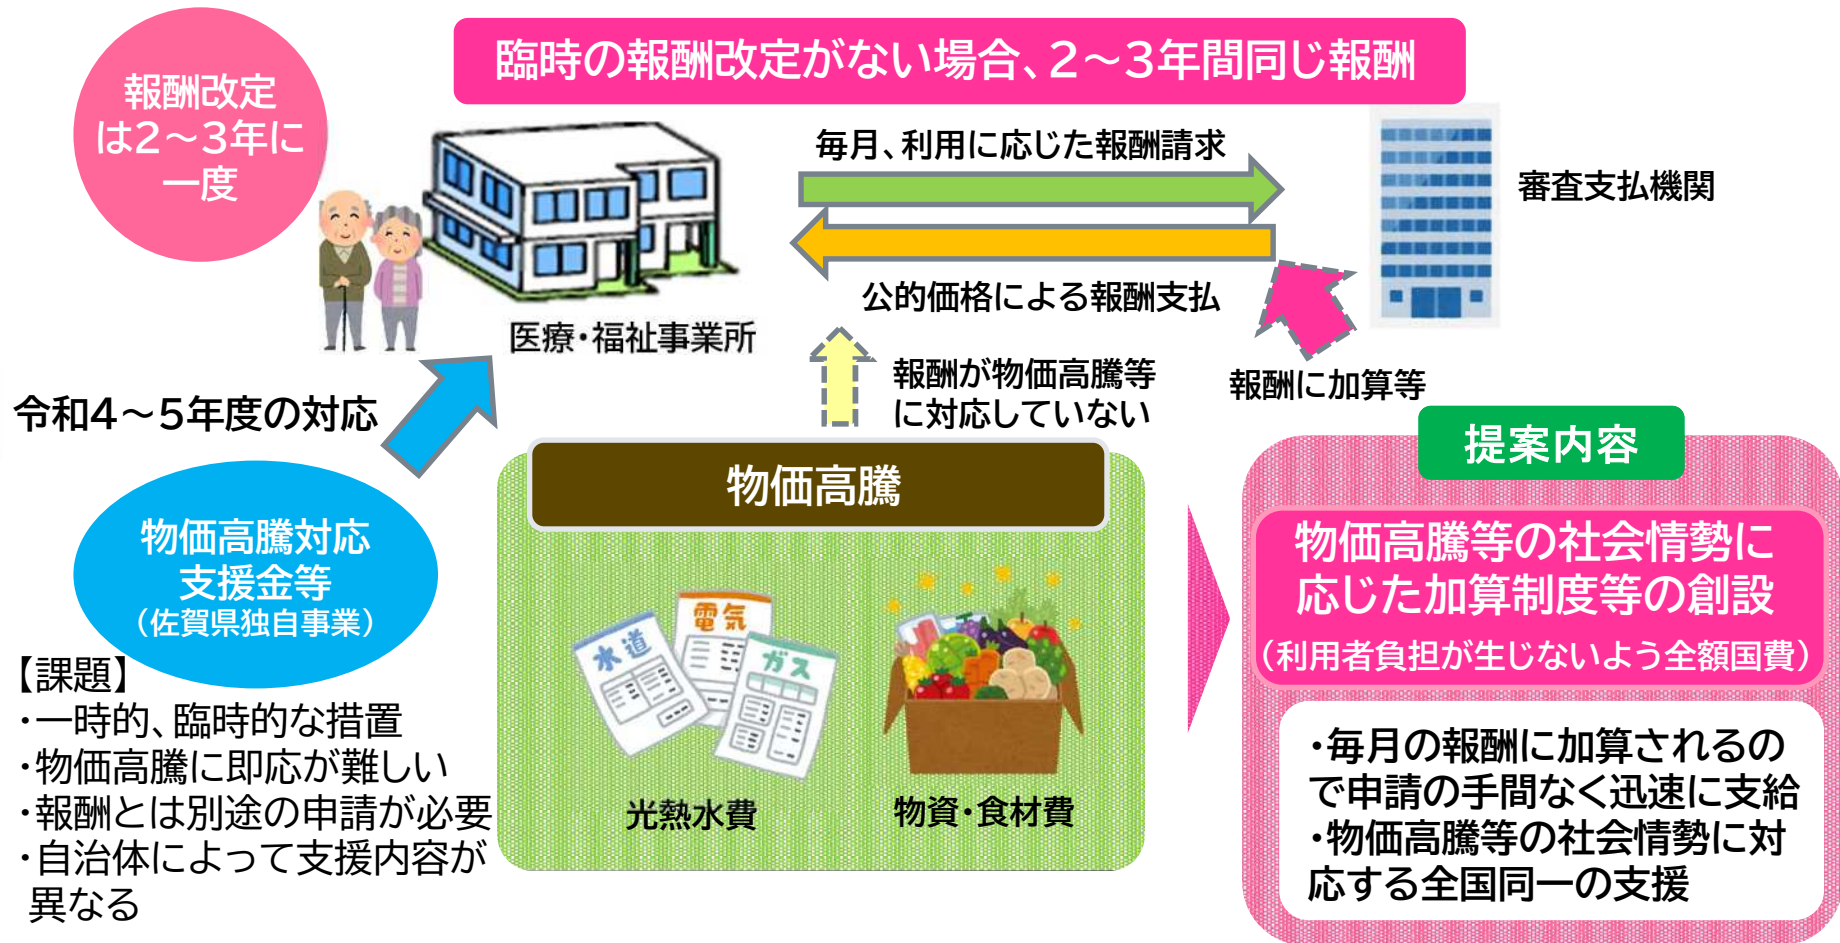 報酬改定
は2～3年に
一度
臨時の報酬改定がない場合、2～3年間同じ報酬
毎月、利用に応じた報酬請求
審査支払機関
公的価格による報酬支払
医療・福祉事業所
報酬が物価高騰等
に対応していない
報酬に加算等
令和4～5年度の対応
物価高騰対応
支援金等
（佐賀県独自事業）
【課題】
・一時的、臨時的な措置
・物価高騰に即応が難しい
・報酬とは別途の申請が必要
・自治体によって支援内容が
異なる
物価高騰
水道
電気
ガス
光熱水費
物資・食材費
提案内容
物価高騰等の社会情勢に
応じた加算制度等の創設
（利用者負担が生じないよう全額国費）
・毎月の報酬に加算されるの
で申請の手間なく迅速に支給
・物価高騰等の社会情勢に対
応する全国同一の支援